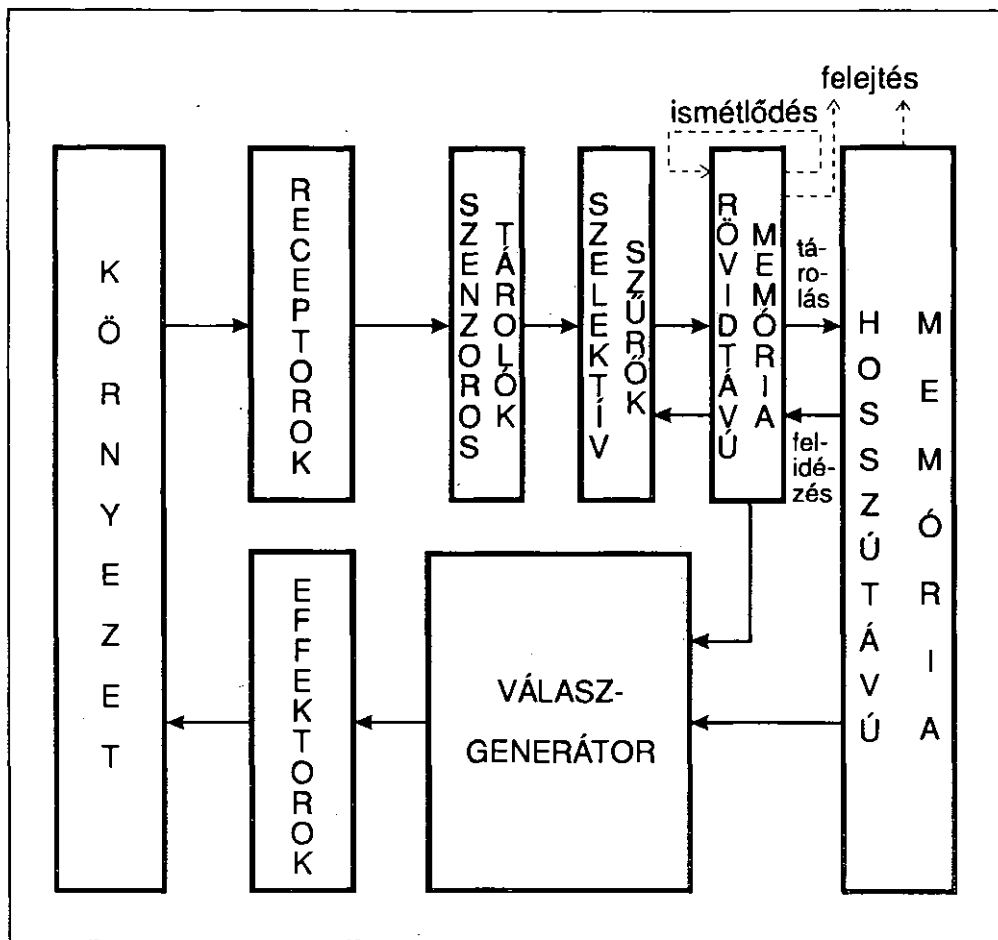 felejtés
ismétlődés
KÖRNYEZET
RECEPTOROK
SZENZOROS
TÁROLÓK
SZELEKTÍV
SZŰRŐK
RÖVIDTÁVÚ
MEMÓRIA
tá-
ro-
lás
fel-
idé-
zés
HOSSZÚTÁVÚ
MEMÓRIA
EFFEKTOROK
VÁLASZ-
GENERÁTOR